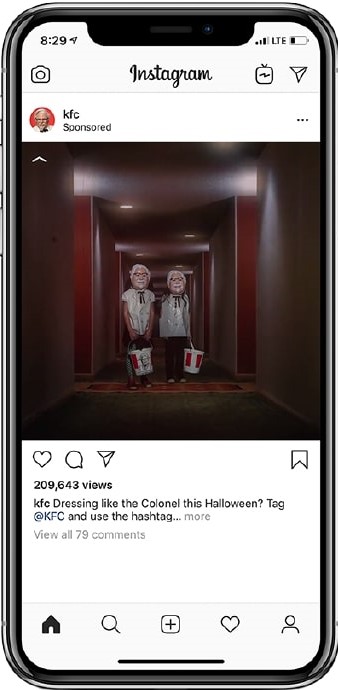 8:29
LTE
Instagram
kfc
Sponsored
209,643 views
kfc Dressing like the Colonel this Halloween? Tag
@KFC and use the hashtag... more
View all 79 comments